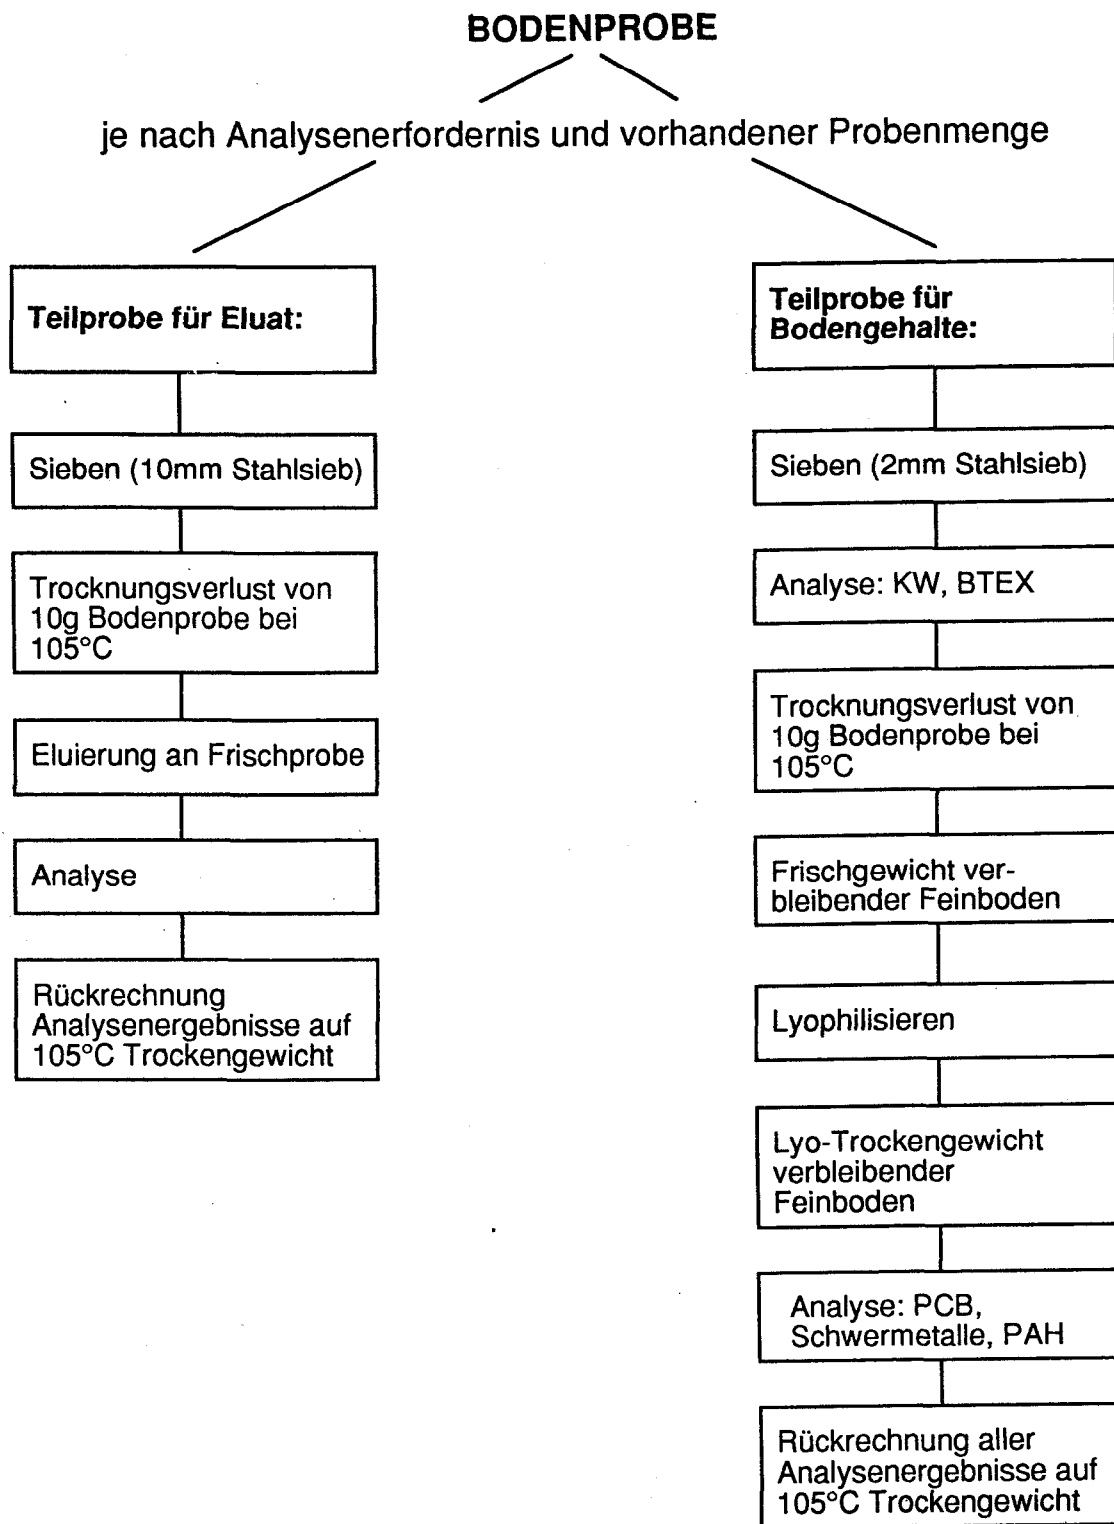 BODENPROBE
je nach Analysenerfordernis und vorhandener Probenmenge
Teilprobe für Eluat:
Sieben (10mm Stahlsieb)
Trocknungsverlust von
10g Bodenprobe bei
105°C
Eluierung an Frischprobe
Analyse
Rückrechnung
Analysenergebnisse auf
105°C Trockengewicht
Teilprobe für
Bodengehalte:
Sieben (2mm Stahlsieb)
Analyse: KW, BTEX
Trocknungsverlust von
10g Bodenprobe bei
105°C
Frischgewicht ver-
bleibender Feinboden
Lyophilisieren
Lyo-Trockengewicht
verbleibender
Feinboden
Analyse: PCB,
Schwermetalle, PAH
Rückrechnung aller
Analysenergebnisse auf
105°C Trockengewicht